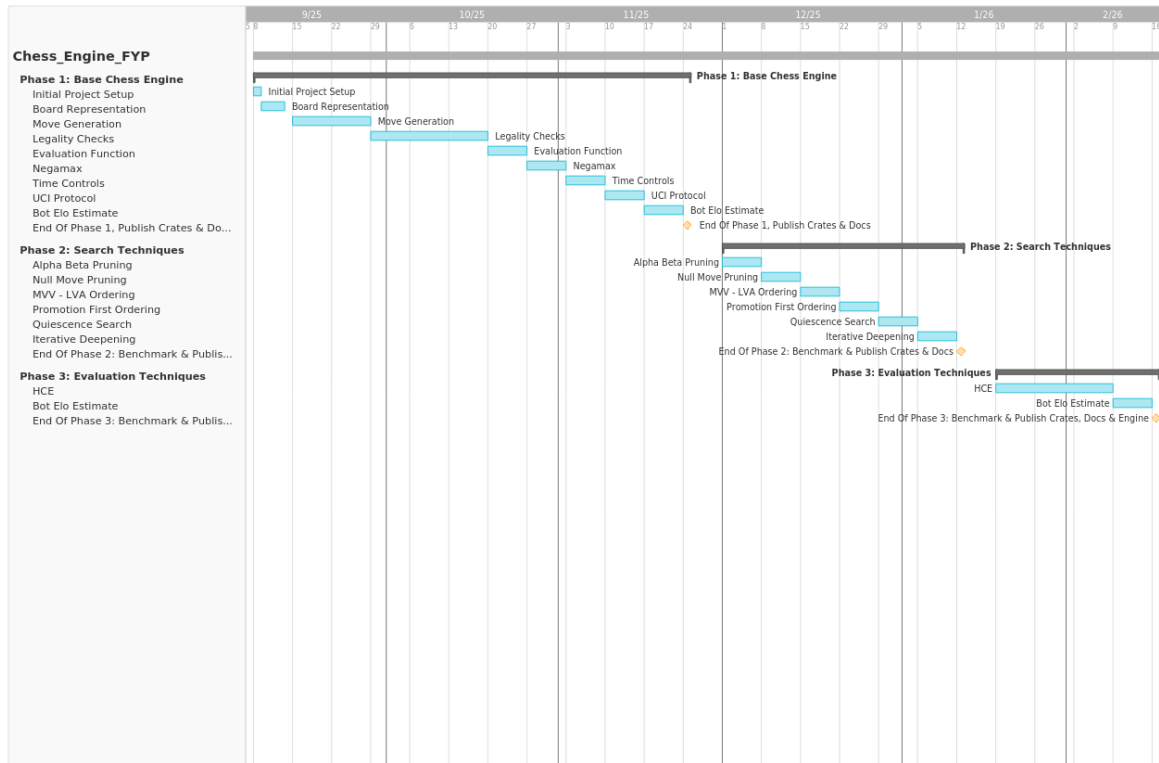 9/25 10/25 11/25 12/25 1/26 2/26
5 8 15 22 29 6 13 20 27 3 10 17 24 1 8 15 22 29 5 12 19 26 2 9 16
Chess_Engine_FYP
Phase 1: Base Chess Engine Phase 1: Base Chess Engine
Initial Project Setup Initial Project Setup
Board Representation Board Representation
Move Generation Move Generation
Legality Checks Legality Checks
Evaluation Function Evaluation Function
Negamax Negamax
Time Controls Time Controls
UCI Protocol UCI Protocol
Bot Elo Estimate Bot Elo Estimate
End Of Phase 1, Publish Crates & Do... End Of Phase 1, Publish Crates & Docs
Phase 2: Search Techniques Phase 2: Search Techniques
Alpha Beta Pruning Alpha Beta Pruning
Null Move Pruning Null Move Pruning
MVV - LVA Ordering MVV - LVA Ordering
Promotion First Ordering Promotion First Ordering
Quiescence Search Quiescence Search
Iterative Deepening Iterative Deepening
End Of Phase 2: Benchmark & Publis... End Of Phase 2: Benchmark & Publish Crates & Docs
Phase 3: Evaluation Techniques Phase 3: Evaluation Techniques
HCE HCE
Bot Elo Estimate Bot Elo Estimate
End Of Phase 3: Benchmark & Publis... End Of Phase 3: Benchmark & Publish Crates, Docs & Engine